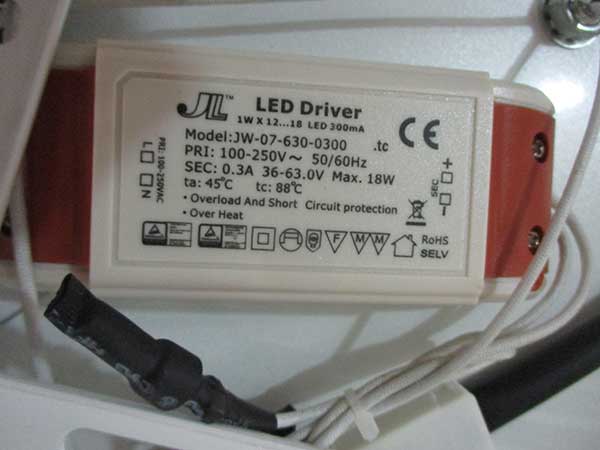 JL™
LED Driver
1W X 12...18 LED 300mA
Model:JW-07-630-0300 .tc
PRI: 100-250V～ 50/60Hz
SEC: 0.3A 36-63.0V Max. 18W
ta: 45℃ tc: 88℃
• Overload And Short Circuit protection
• Over Heat
CE
PRI: 100-250VAC
L
N
SEC
+
−
F M M
RoHS
SELV